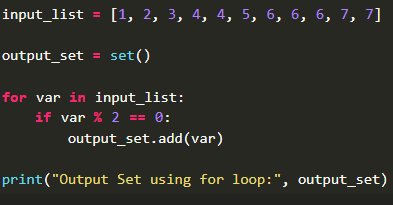 input_list = [1, 2, 3, 4, 4, 5, 6, 6, 6, 7, 7]
output_set = set()
for var in input_list:
    if var % 2 == 0:
        output_set.add(var)
print("Output Set using for loop:", output_set)